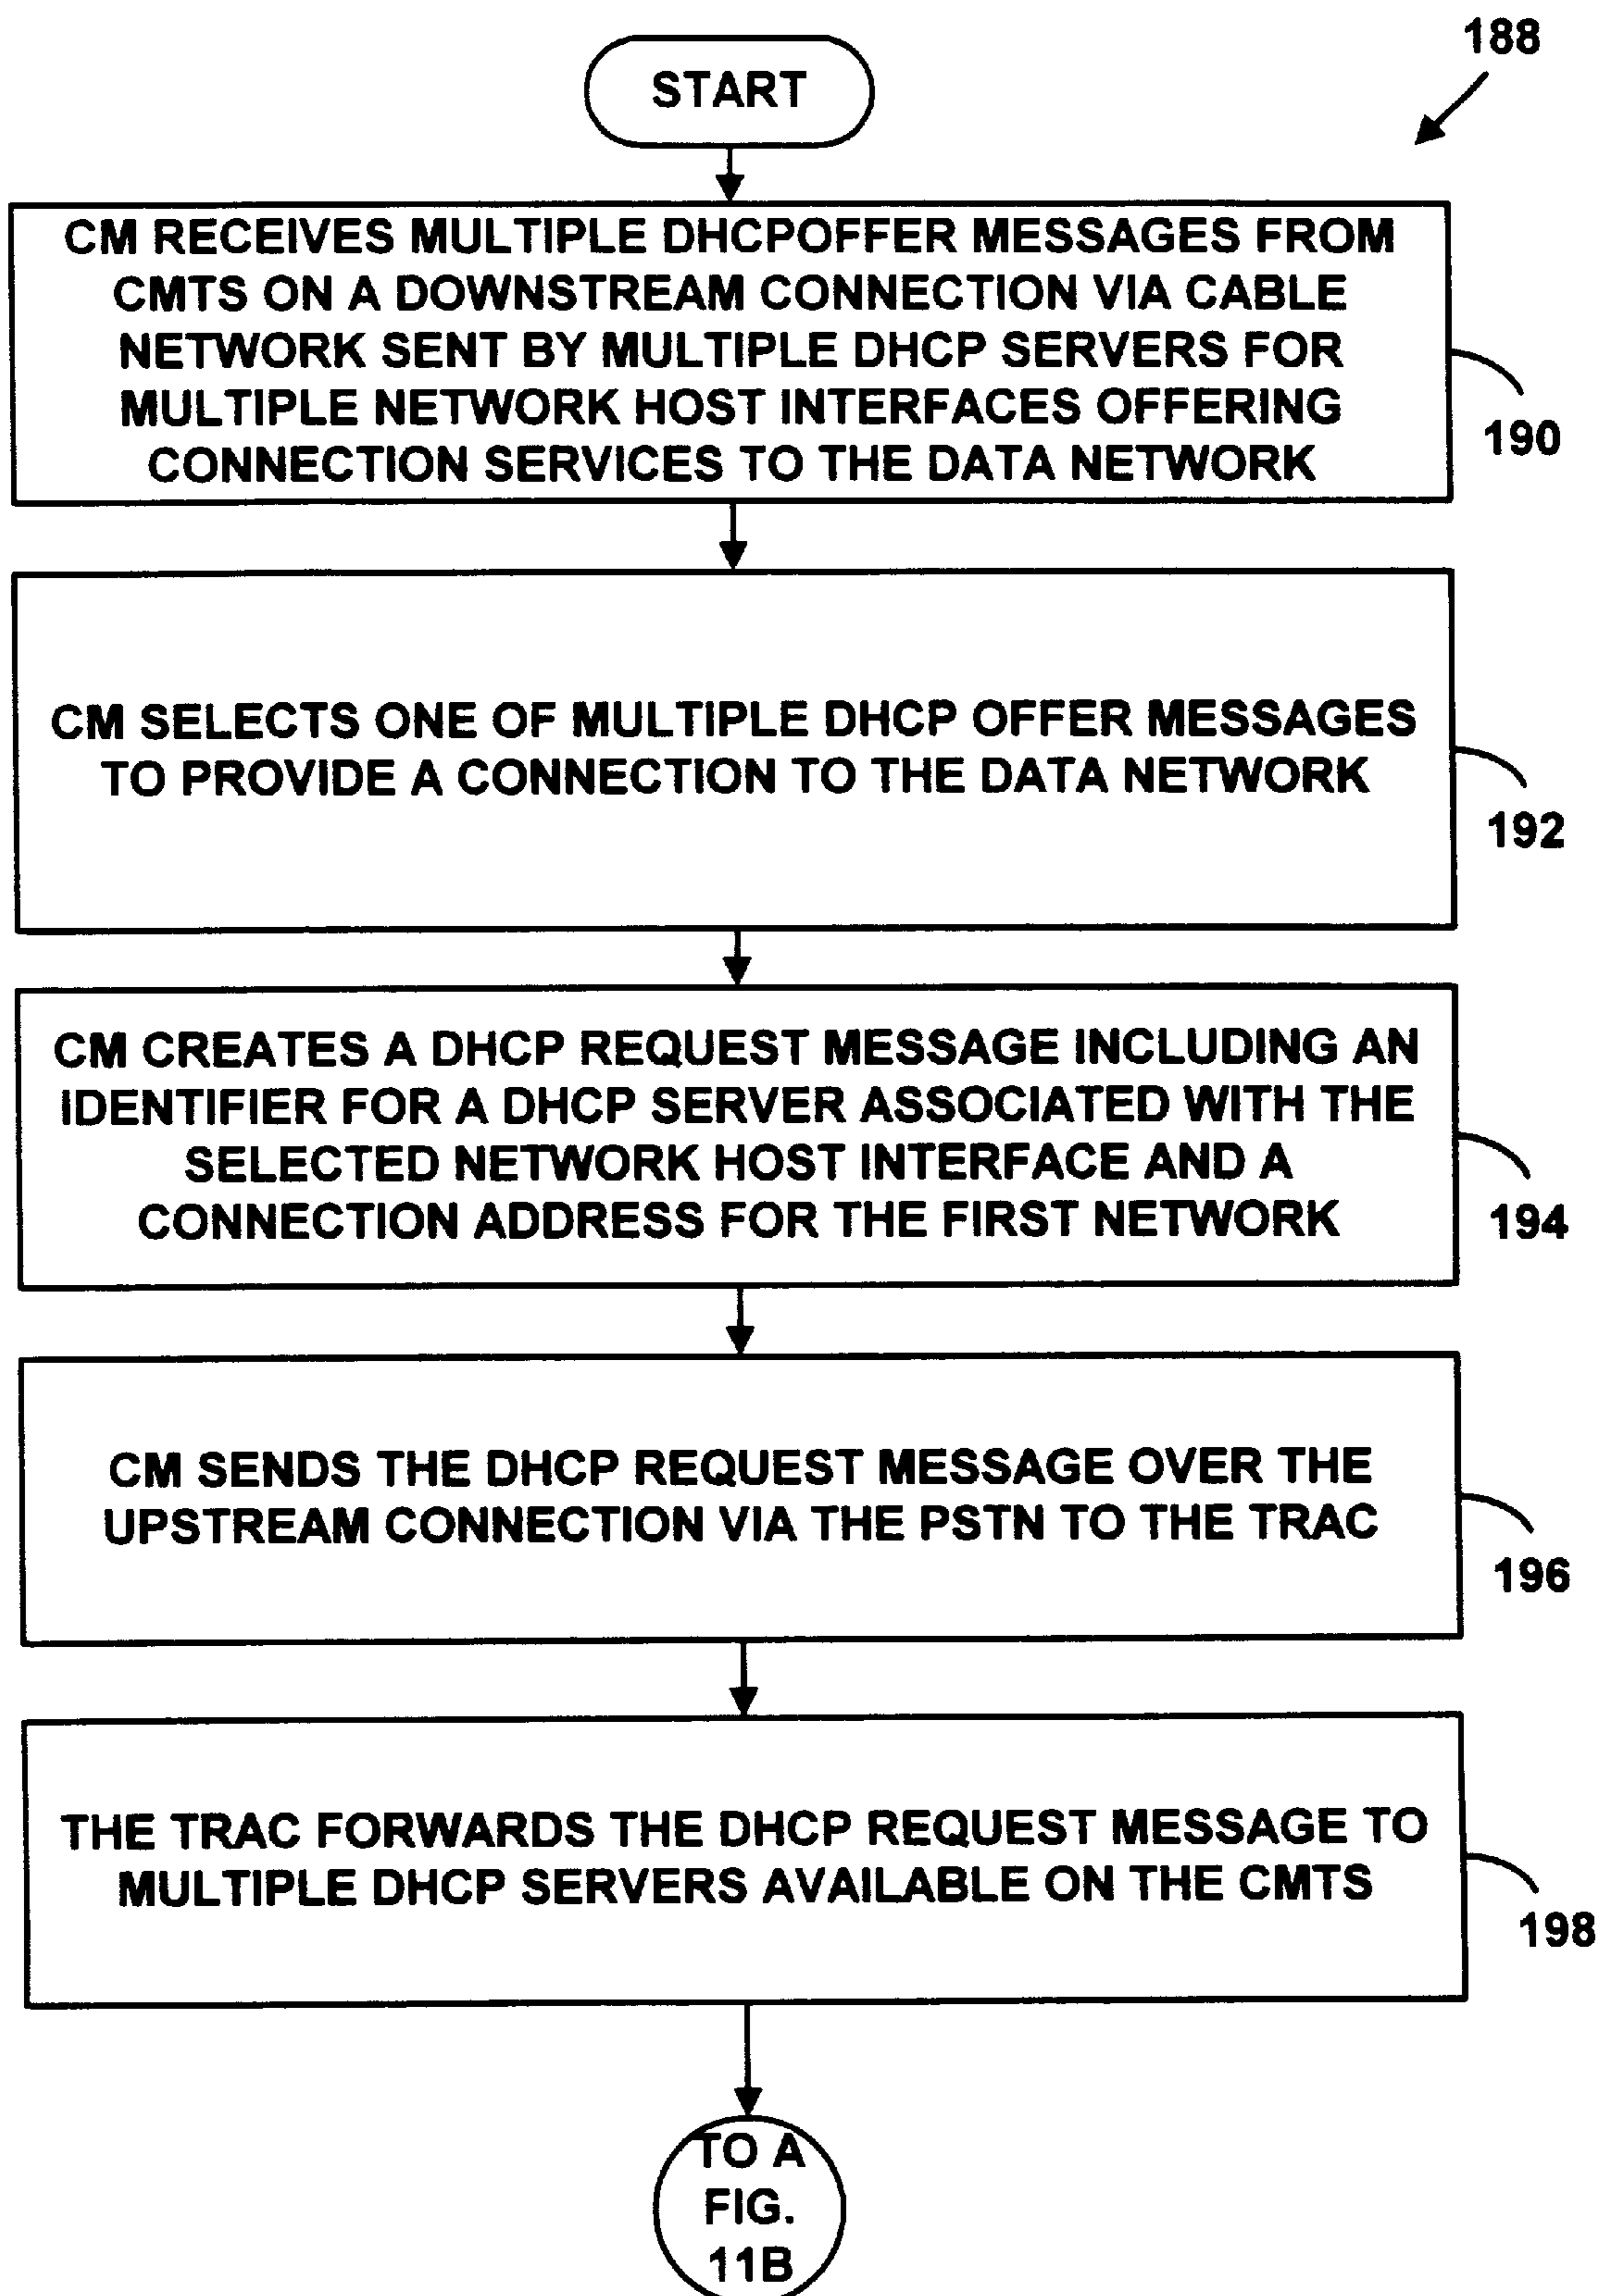 188
START
CM RECEIVES MULTIPLE DHCPOFFER MESSAGES FROM
CMTS ON A DOWNSTREAM CONNECTION VIA CABLE
NETWORK SENT BY MULTIPLE DHCP SERVERS FOR
MULTIPLE NETWORK HOST INTERFACES OFFERING
CONNECTION SERVICES TO THE DATA NETWORK
190
CM SELECTS ONE OF MULTIPLE DHCP OFFER MESSAGES
TO PROVIDE A CONNECTION TO THE DATA NETWORK
192
CM CREATES A DHCP REQUEST MESSAGE INCLUDING AN
IDENTIFIER FOR A DHCP SERVER ASSOCIATED WITH THE
SELECTED NETWORK HOST INTERFACE AND A
CONNECTION ADDRESS FOR THE FIRST NETWORK
194
CM SENDS THE DHCP REQUEST MESSAGE OVER THE
UPSTREAM CONNECTION VIA THE PSTN TO THE TRAC
196
THE TRAC FORWARDS THE DHCP REQUEST MESSAGE TO
MULTIPLE DHCP SERVERS AVAILABLE ON THE CMTS
198
TO A
FIG.
11B